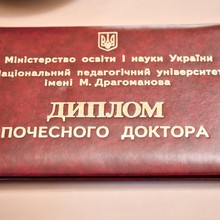 Міністерство освіти і науки України
Національний педагогічний університет
імені М. Драгоманова
ДИПЛОМ
ПОЧЕСНОГО ДОКТОРА